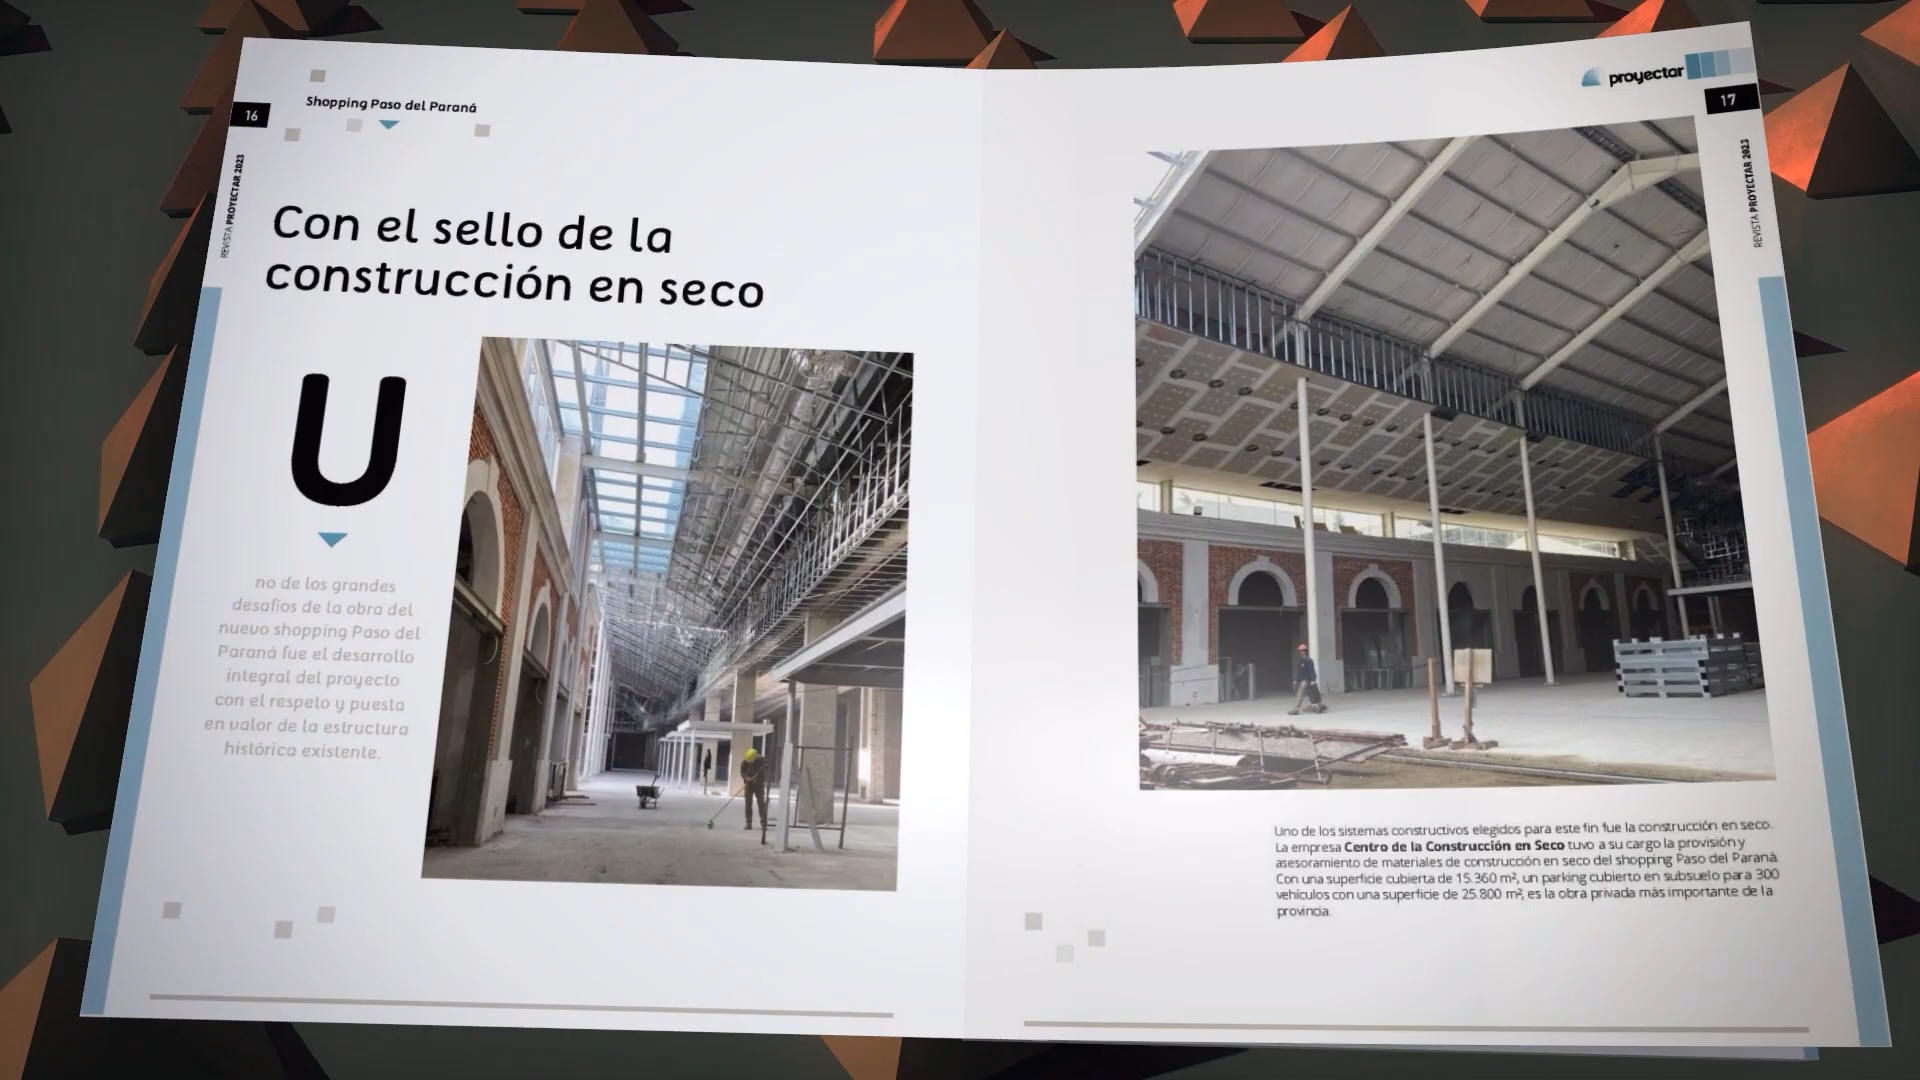 16
Shopping Paso del Paraná
REVISTA PROYECTAR 2023
Con el sello de la
construcción en seco
U
no de los grandes
desafíos de la obra del
nuevo shopping Paso del
Paraná fue el desarrollo
integral del proyecto
con el respeto y puesta
en valor de la estructura
histórica existente.
proyectar
17
REVISTA PROYECTAR 2023
Uno de los sistemas constructivos elegidos para este fin fue la construcción en seco.
La empresa Centro de la Construcción en Seco tuvo a su cargo la provisión y
asesoramiento de materiales de construcción en seco del shopping Paso del Paraná.
Con una superficie cubierta de 15.360 m², un parking cubierto en subsuelo para 300
vehículos con una superficie de 25.800 m², es la obra privada más importante de la
provincia.